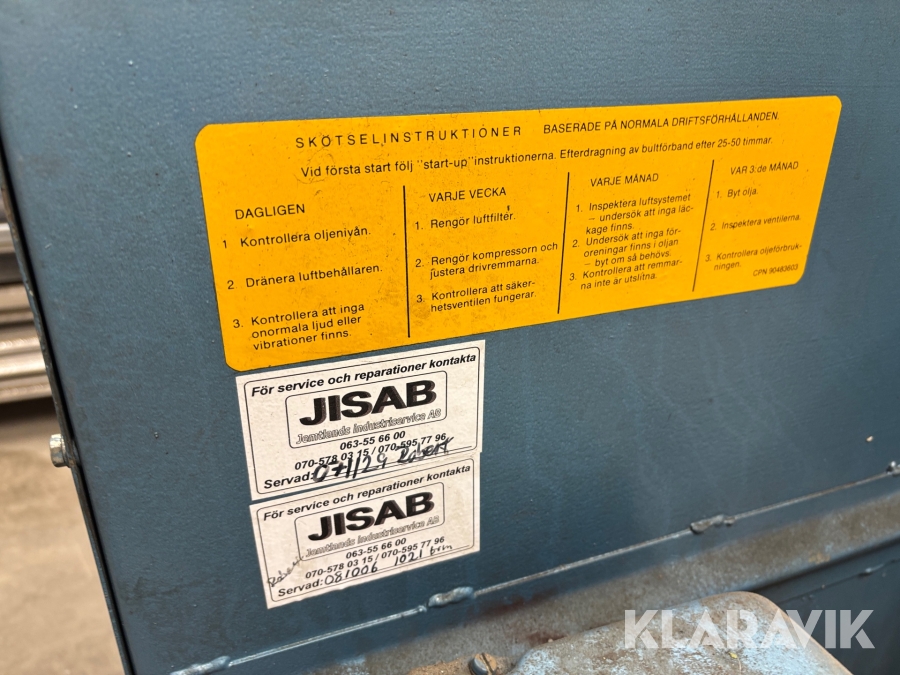 SKÖTSELINSTRUKTIONER BASERADE PÅ NORMALA DRIFTSFÖRHÅLLANDEN.
Vid första start följ "start-up" instruktionerna. Efterdragning av bultförband efter 25-50 timmar.
DAGLIGEN
1 Kontrollera oljenivån.
2 Dränera luftbehållaren.
3. Kontrollera att inga
onormala ljud eller
vibrationer finns.
VARJE VECKA
1. Rengör luftfilter.
2. Rengör kompressorn och
justera drivremmarna.
3. Kontrollera att säker-
hetsventilen fungerar.
VARJE MÅNAD
1. Inspektera luftsystemet
– undersök att inga läc-
kage finns.
2. Undersök att inga för-
oreningar finns i oljan
– byt om så behövs.
3. Kontrollera att remmar-
na inte är utslitna.
VAR 3:de MÅNAD
1. Byt olja.
2. Inspektera ventilerna.
3. Kontrollera oljeförbruk-
ningen.
CPN 90483603
För service och reparationer kontakta
JISAB
Jemtlands Industriservice AB
063-55 66 00
070-578 03 15 / 070-595 77 96
Servad: 071129 Robert
För service och reparationer kontakta
JISAB
Jemtlands Industriservice AB
063-55 66 00
070-578 03 15 / 070-595 77 96
Servad: 081006 1021 tim
KLARAVIK